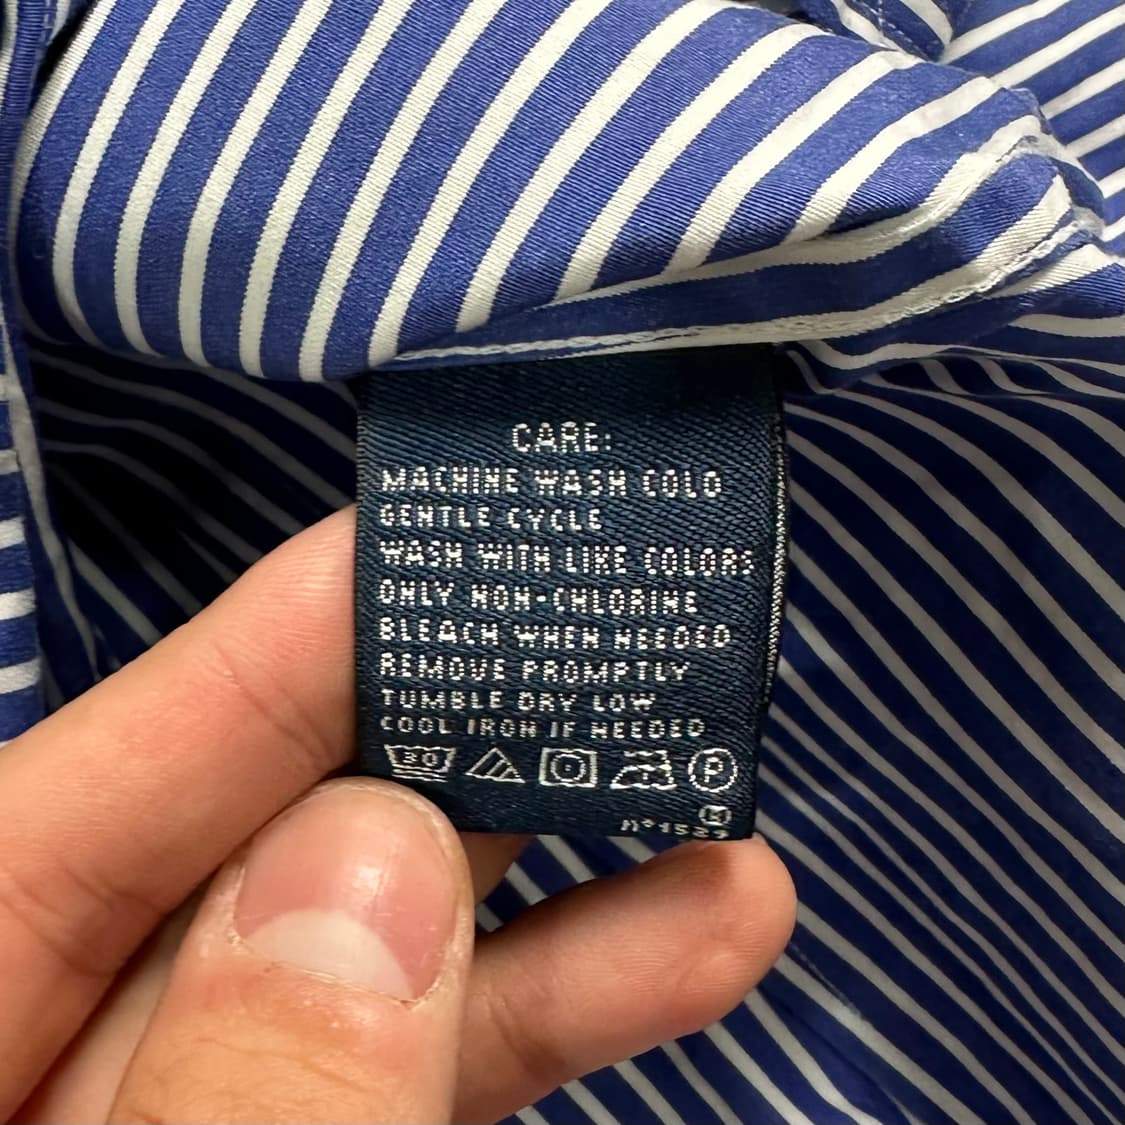 CARE:
MACHINE WASH COLD
GENTLE CYCLE
WASH WITH LIKE COLORS
ONLY NON-CHLORINE
BLEACH WHEN NEEDED
REMOVE PROMPTLY
TUMBLE DRY LOW
COOL IRON IF NEEDED
30 P